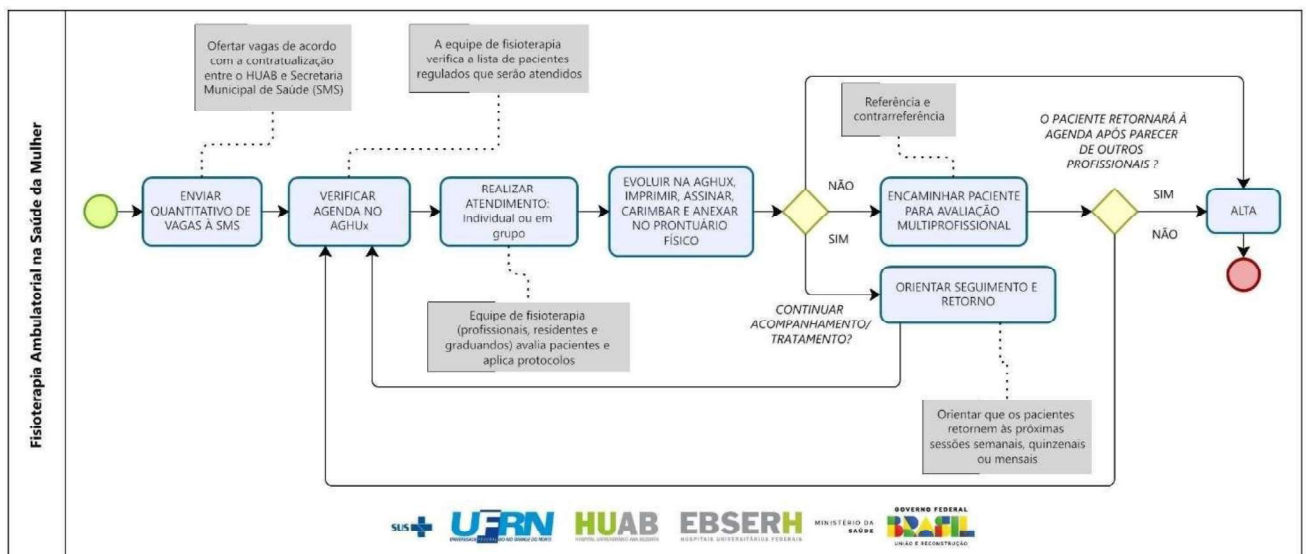 Fisioterapia Ambulatorial na Saúde da Mulher
Ofertar vagas de acordo
com a contratualização
entre o HUAB e Secretaria
Municipal de Saúde (SMS)
A equipe de fisioterapia
verifica a lista de pacientes
regulados que serão atendidos
Referência e
contrarreferência
O PACIENTE RETORNARÁ À
AGENDA APÓS PARECER
DE OUTROS
PROFISSIONAIS ?
ENVIAR
QUANTITATIVO DE
VAGAS À SMS
VERIFICAR
AGENDA NO
AGHUx
REALIZAR
ATENDIMENTO:
Individual ou em
grupo
EVOLUIR NA AGHUX,
IMPRIMIR, ASSINAR,
CARIMBAR E ANEXAR
NO PRONTUÁRIO
FÍSICO
NÃO
SIM
ENCAMINHAR PACIENTE
PARA AVALIAÇÃO
MULTIPROFISSIONAL
SIM
NÃO
ALTA
CONTINUAR
ACOMPANHAMENTO/
TRATAMENTO?
ORIENTAR SEGUIMENTO E
RETORNO
Equipe de fisioterapia
(profissionais, residentes e
graduandos) avalia pacientes e
aplica protocolos
Orientar que os pacientes
retornem às próximas
sessões semanais, quinzenais
ou mensais
SUS
UFRN
HUAB
EBSERH
HOSPITAIS UNIVERSITÁRIOS FEDERAIS
MINISTÉRIO DA
SAÚDE
GOVERNO FEDERAL
BRASIL
UNIÃO E RECONSTRUÇÃO